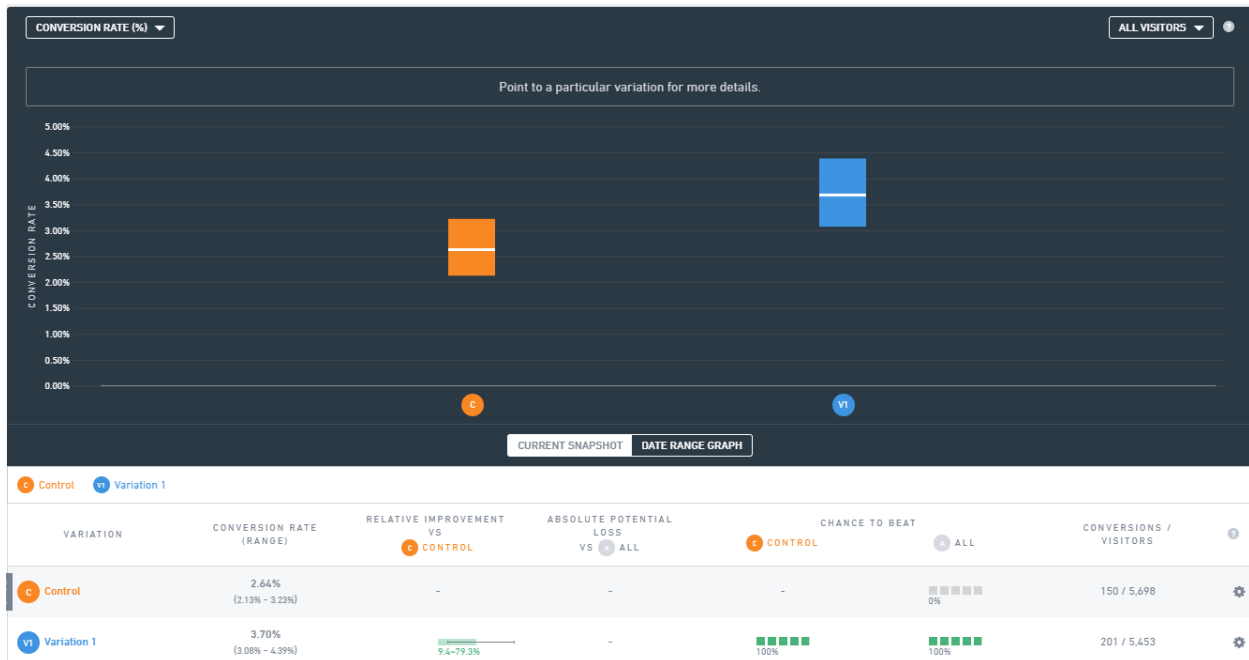 CONVERSION RATE (%)
ALL VISITORS
?
Point to a particular variation for more details.
5.00%
4.50%
4.00%
3.50%
3.00%
2.50%
2.00%
1.50%
1.00%
0.50%
0.00%
CONVERSION RATE
C
V1
CURRENT SNAPSHOT
DATE RANGE GRAPH
C Control
V1 Variation 1
VARIATION
CONVERSION RATE
(RANGE)
RELATIVE IMPROVEMENT
VS
C CONTROL
ABSOLUTE POTENTIAL
LOSS
VS A ALL
CHANCE TO BEAT
C CONTROL
A ALL
CONVERSIONS /
VISITORS
?
C Control
2.64%
(2.13% - 3.23%)
-
-
-
0%
150 / 5,698
V1 Variation 1
3.70%
(3.08% - 4.39%)
9.4~79.3%
-
100%
100%
201 / 5,453